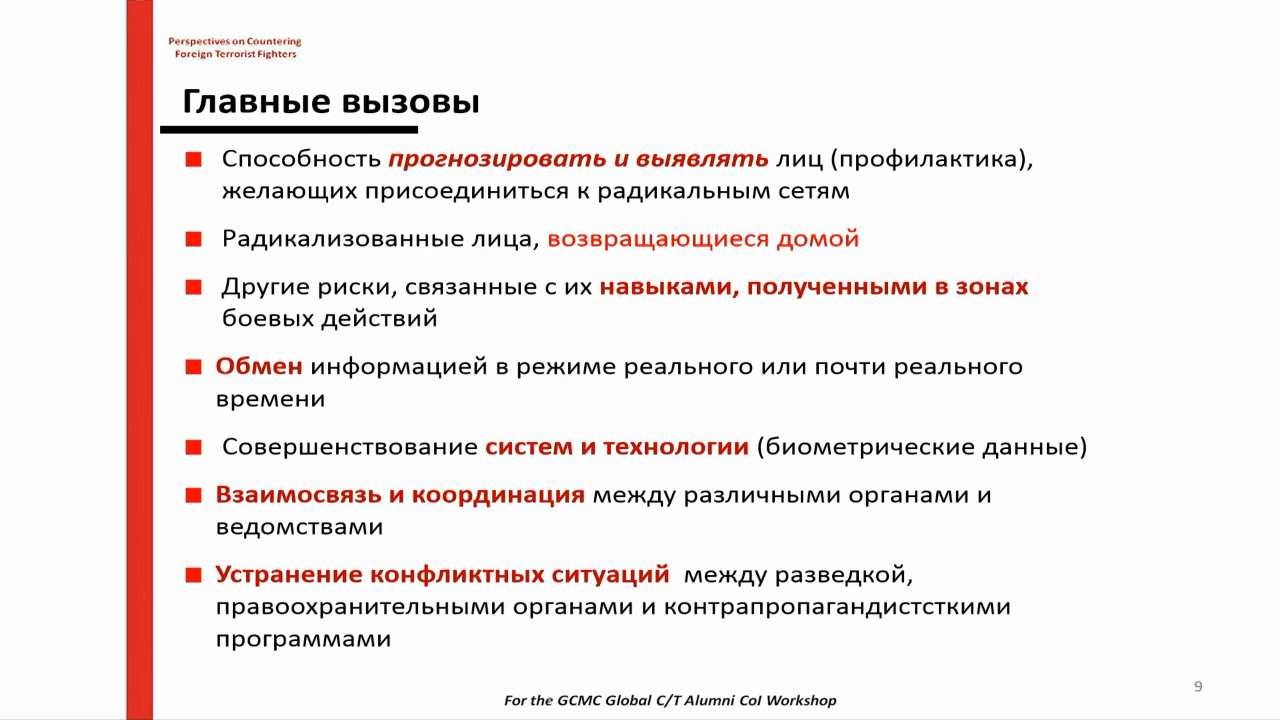 Perspectives on Countering
Foreign Terrorist Fighters
Главные вызовы
Способность прогнозировать и выявлять лиц (профилактика),
желающих присоединиться к радикальным сетям
Радикализованные лица, возвращающиеся домой
Другие риски, связанные с их навыками, полученными в зонах
боевых действий
Обмен информацией в режиме реального или почти реального
времени
Совершенствование систем и технологии (биометрические данные)
Взаимосвязь и координация между различными органами и
ведомствами
Устранение конфликтных ситуаций между разведкой,
правоохранительными органами и контрапропагандистсткими
программами
9
For the GCMC Global C/T Alumni CoI Workshop